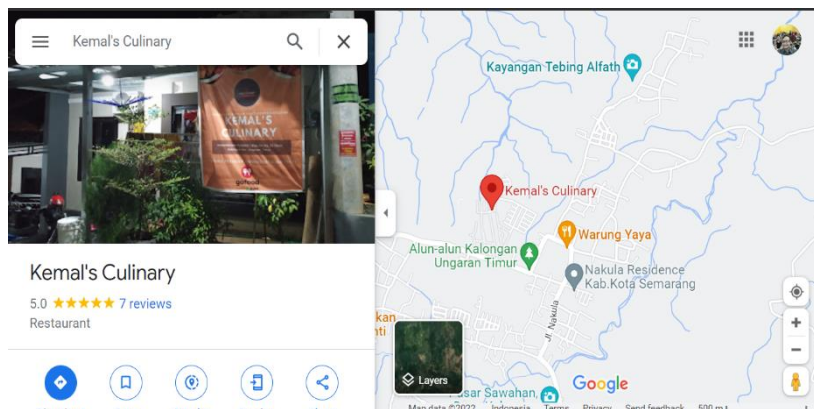 Kemal's Culinary
KEMAL'S
CULINARY
gofood
Kemal's Culinary
5.0
7 reviews
Restaurant
Kayangan Tebing Alfath
Kemal's Culinary
Warung Yaya
Alun-alun Kalongan
Ungaran Timur
Nakula Residence
Kab.Kota Semarang
Jl. Nakula
Layers
Google
Map data ©2022 Indonesia Terms Privacy Send feedback 500 m